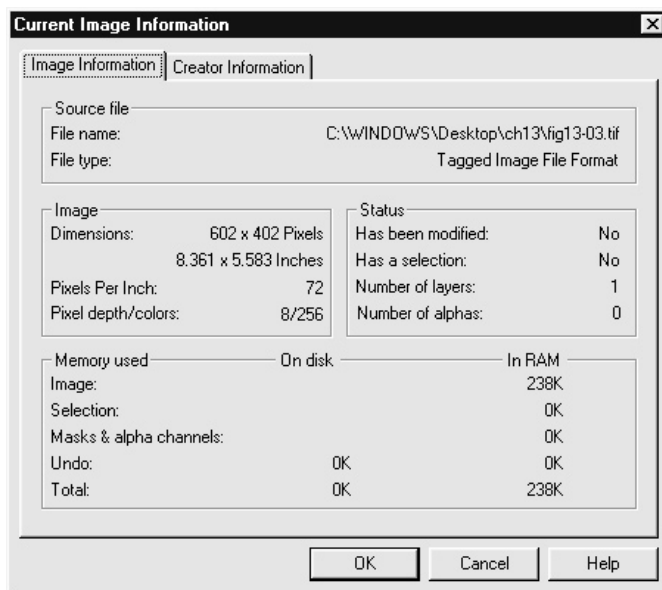 Current Image Information
Image Information Creator Information
Source file
File name: C:\WINDOWS\Desktop\ch13\fig13-03.tif
File type: Tagged Image File Format
Image
Dimensions: 602 x 402 Pixels
8.361 x 5.583 Inches
Pixels Per Inch: 72
Pixel depth/colors: 8/256
Status
Has been modified: No
Has a selection: No
Number of layers: 1
Number of alphas: 0
Memory used On disk In RAM
Image: 238K
Selection: 0K
Masks & alpha channels: 0K
Undo: 0K 0K
Total: 0K 238K
OK Cancel Help